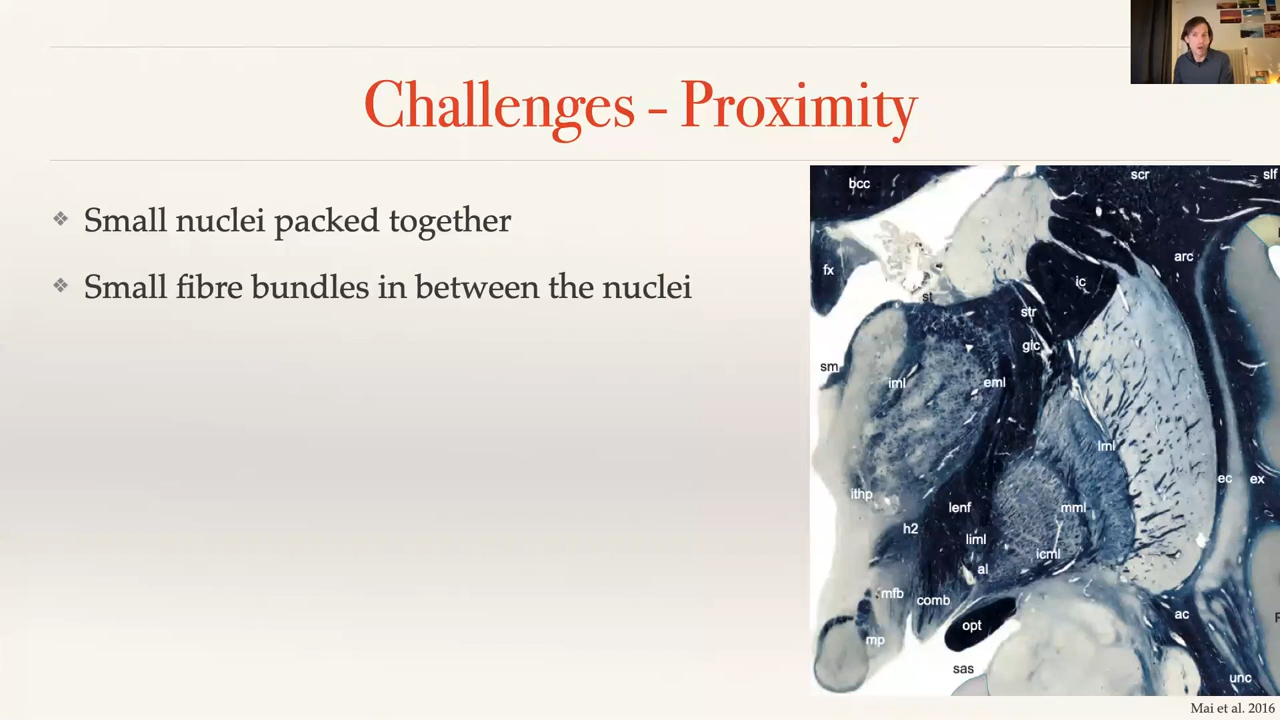 Challenges - Proximity
❖ Small nuclei packed together
❖ Small fibre bundles in between the nuclei
bcc
scr
slf
fx
arc
ic
st
str
glc
sm
iml
eml
lml
ec
ex
ithp
lenf
mml
h2
liml
icml
al
mfb
comb
ac
opt
mp
sas
unc
Mai et al. 2016